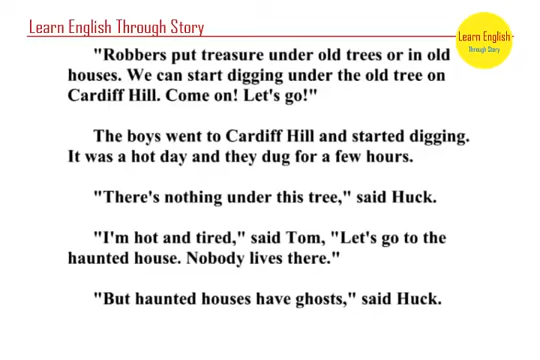 Learn English Through Story
Learn English
Through Story
"Robbers put treasure under old trees or in old
houses. We can start digging under the old tree on
Cardiff Hill. Come on! Let's go!"
The boys went to Cardiff Hill and started digging.
It was a hot day and they dug for a few hours.
"There's nothing under this tree," said Huck.
"I'm hot and tired," said Tom, "Let's go to the
haunted house. Nobody lives there."
"But haunted houses have ghosts," said Huck.